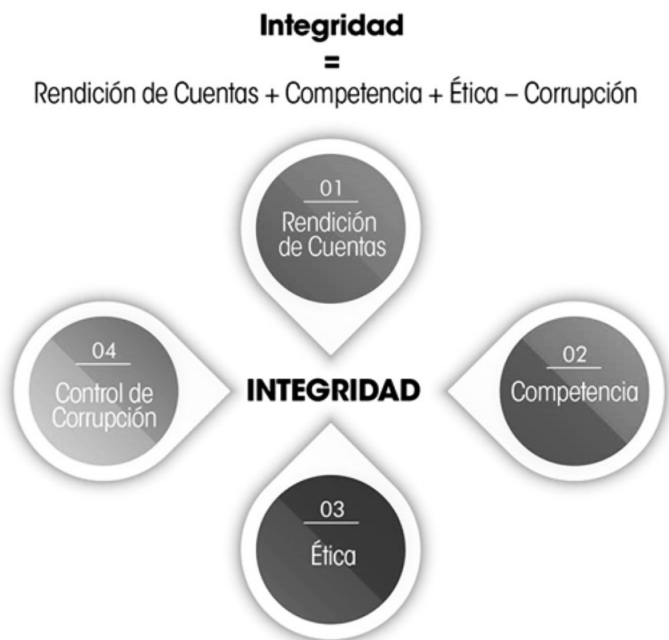 Integridad
=
Rendición de Cuentas + Competencia + Ética – Corrupción
01
Rendición
de Cuentas
04
Control de
Corrupción
INTEGRIDAD
02
Competencia
03
Ética